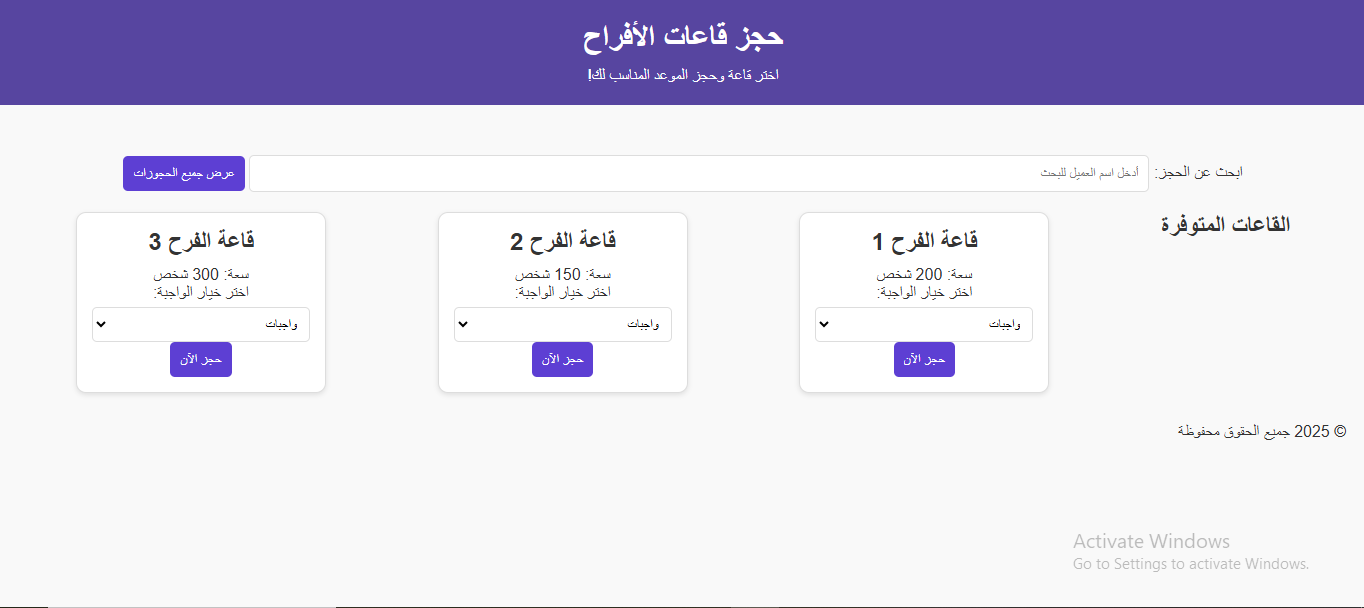 حجز قاعات الأفراح
اختر قاعة وحجز الموعد المناسب لك!
ابحث عن الحجز: أدخل اسم العميل للبحث عرض جميع الحجوزات
القاعات المتوفرة
قاعة الفرح 1
سعة: 200 شخص
اختر خيار الواجبة:
واجبات
حجز الآن
قاعة الفرح 2
سعة: 150 شخص
اختر خيار الواجبة:
واجبات
حجز الآن
قاعة الفرح 3
سعة: 300 شخص
اختر خيار الواجبة:
واجبات
حجز الآن
© 2025 جميع الحقوق محفوظة
Activate Windows
Go to Settings to activate Windows.